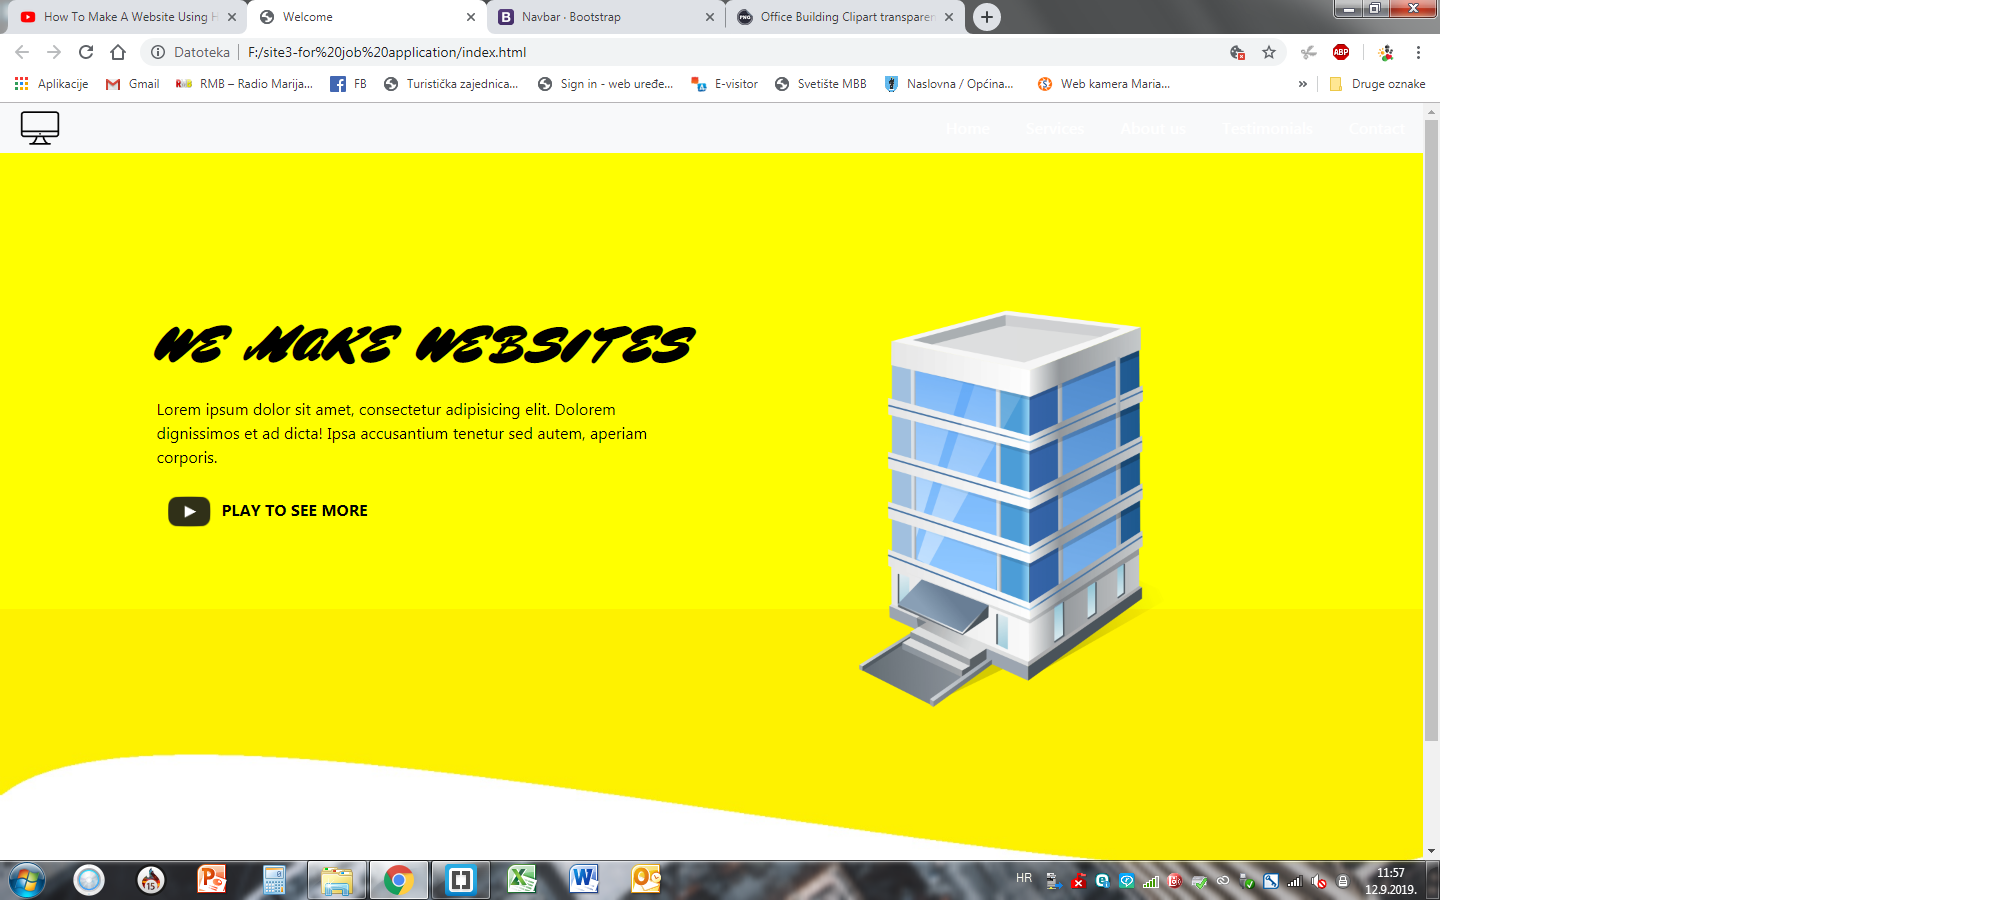 How To Make A Website Using H
Welcome
Navbar · Bootstrap
PNG
Office Building Clipart transparen
Datoteka
F:/site3-for%20job%20application/index.html
ABP
Aplikacije
Gmail
RMB – Radio Marija...
FB
Turistička zajednica...
Sign in - web uređe...
E-visitor
Svetište MBB
Naslovna / Općina...
Web kamera Maria...
»
Druge oznake
Home
Services
About us
Testimonials
Contact
WE MAKE WEBSITES
Lorem ipsum dolor sit amet, consectetur adipisicing elit. Dolorem
dignissimos et ad dicta! Ipsa accusantium tenetur sed autem, aperiam
corporis.
PLAY TO SEE MORE
15
HR
11:57
12.9.2019.